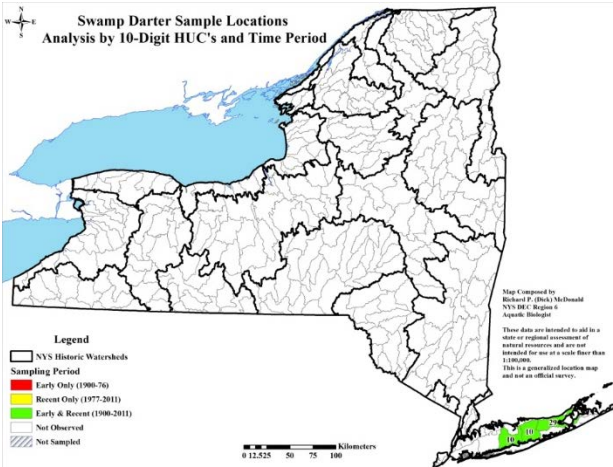 Swamp Darter Sample Locations
Analysis by 10-Digit HUC's and Time Period
N
W E
S
Map Composed by
Richard P. (Dick) McDonald
NYS DEC Region 6
Aquatic Biologist
These data are intended to aid in a
state or regional assessment of
natural resources and are not
intended for use at a scale finer than
1:100,000.
This is a generalized location map
and not an official survey.
Legend
NYS Historic Watersheds
Sampling Period
Early Only (1900-76)
Recent Only (1977-2011)
Early & Recent (1900-2011)
Not Observed
Not Sampled
Kilometers
0 12.525 50 75 100
10
10
29